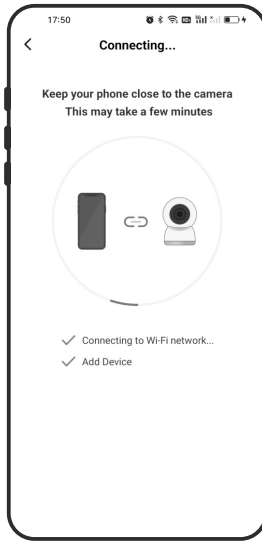 17:50
Connecting...
Keep your phone close to the camera
This may take a few minutes
Connecting to Wi-Fi network...
Add Device